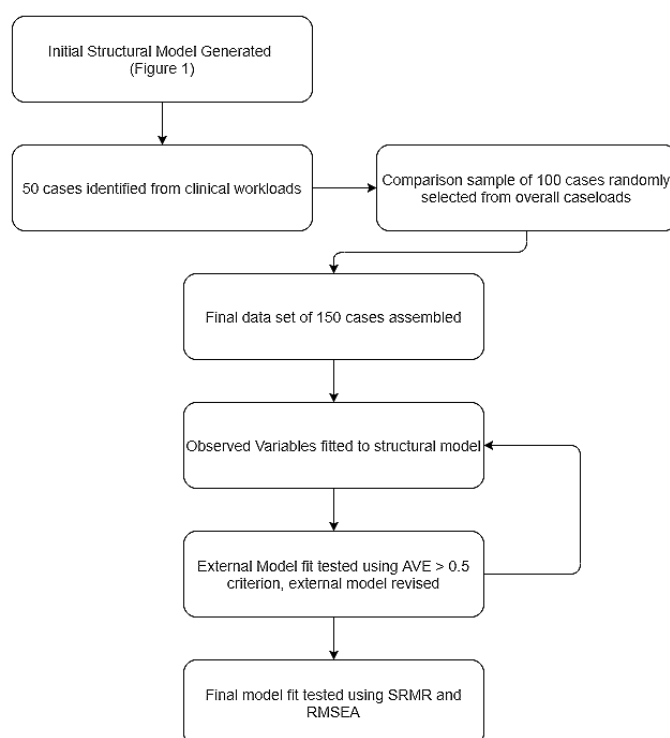 Initial Structural Model Generated
(Figure 1)
50 cases identified from clinical workloads
Comparison sample of 100 cases randomly
selected from overall caseloads
Final data set of 150 cases assembled
Observed Variables fitted to structural model
External Model fit tested using AVE > 0.5
criterion, external model revised
Final model fit tested using SRMR and
RMSEA